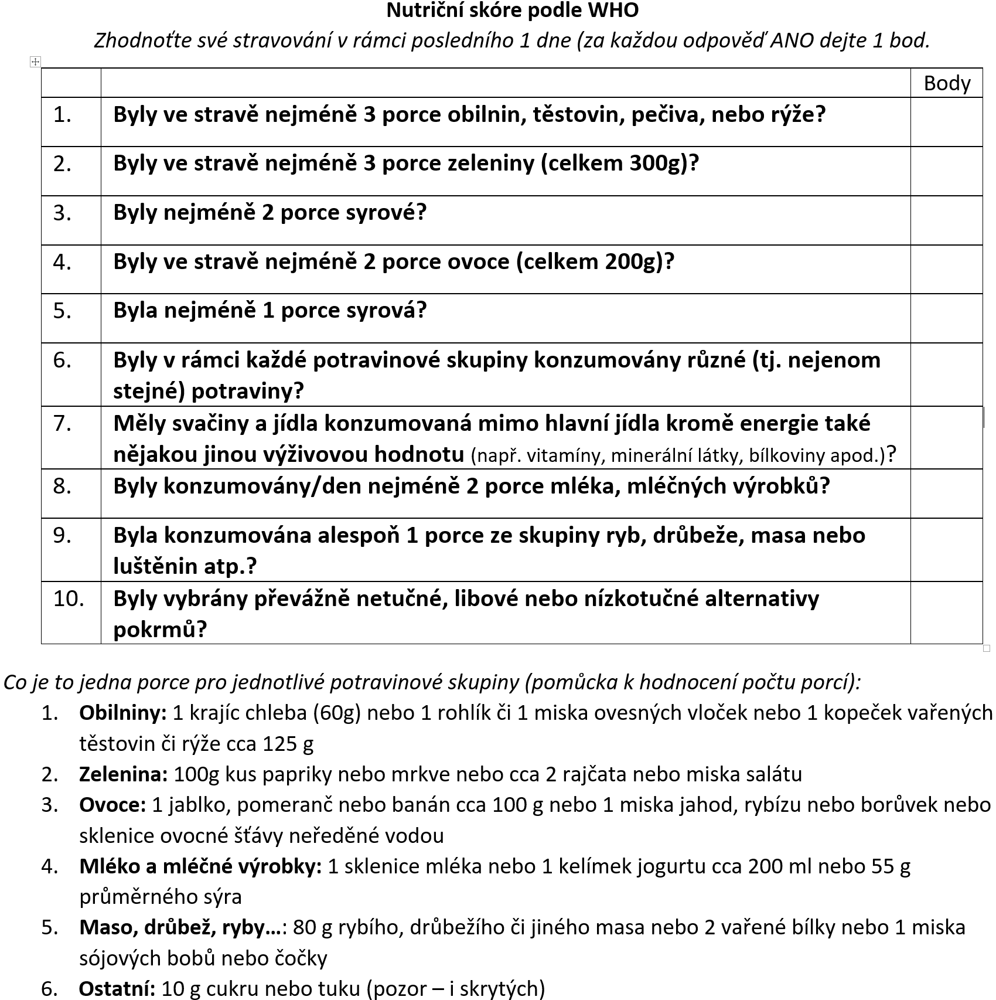 Nutriční skóre podle WHO
Zhodnoťte své stravování v rámci posledního 1 dne (za každou odpověď ANO dejte 1 bod.
Body
1. Byly ve stravě nejméně 3 porce obilnin, těstovin, pečiva, nebo rýže?
2. Byly ve stravě nejméně 3 porce zeleniny (celkem 300g)?
3. Byly nejméně 2 porce syrové?
4. Byly ve stravě nejméně 2 porce ovoce (celkem 200g)?
5. Byla nejméně 1 porce syrová?
6. Byly v rámci každé potravinové skupiny konzumovány různé (tj. nejenom
stejné) potraviny?
7. Měly svačiny a jídla konzumovaná mimo hlavní jídla kromě energie také
nějakou jinou výživovou hodnotu (např. vitamíny, minerální látky, bílkoviny apod.)?
8. Byly konzumovány/den nejméně 2 porce mléka, mléčných výrobků?
9. Byla konzumována alespoň 1 porce ze skupiny ryb, drůbeže, masa nebo
luštěnin atp.?
10. Byly vybrány převážně netučné, libové nebo nízkotučné alternativy
pokrmů?
Co je to jedna porce pro jednotlivé potravinové skupiny (pomůcka k hodnocení počtu porcí):
1. Obilniny: 1 krajíc chleba (60g) nebo 1 rohlík či 1 miska ovesných vloček nebo 1 kopeček vařených
těstovin či rýže cca 125 g
2. Zelenina: 100g kus papriky nebo mrkve nebo cca 2 rajčata nebo miska salátu
3. Ovoce: 1 jablko, pomeranč nebo banán cca 100 g nebo 1 miska jahod, rybízu nebo borůvek nebo
sklenice ovocné šťávy neředěné vodou
4. Mléko a mléčné výrobky: 1 sklenice mléka nebo 1 kelímek jogurtu cca 200 ml nebo 55 g
průměrného sýra
5. Maso, drůbež, ryby…: 80 g rybího, drůbežího či jiného masa nebo 2 vařené bílky nebo 1 miska
sójových bobů nebo čočky
6. Ostatní: 10 g cukru nebo tuku (pozor – i skrytých)